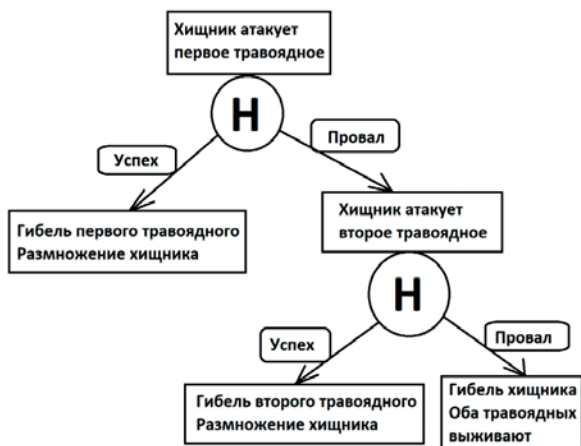 Хищник атакует
первое травоядное
Н
Успех
Провал
Гибель первого травоядного
Размножение хищника
Хищник атакует
второе травоядное
Н
Успех
Провал
Гибель второго травоядного
Размножение хищника
Гибель хищника
Оба травоядных
выживают